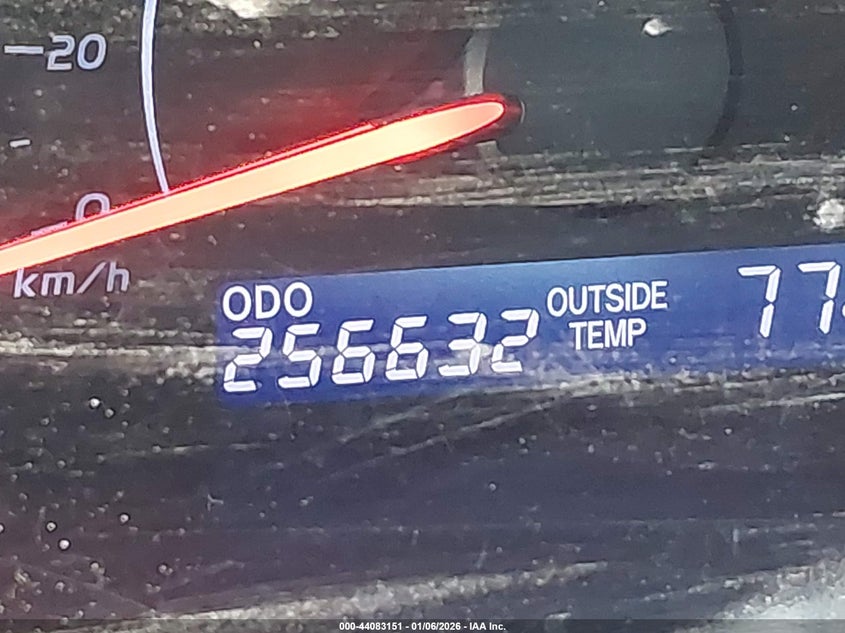 20
0
km/h
ODO
256632
OUTSIDE
TEMP
77
000-44083151 - 01/06/2026 - IAA Inc.